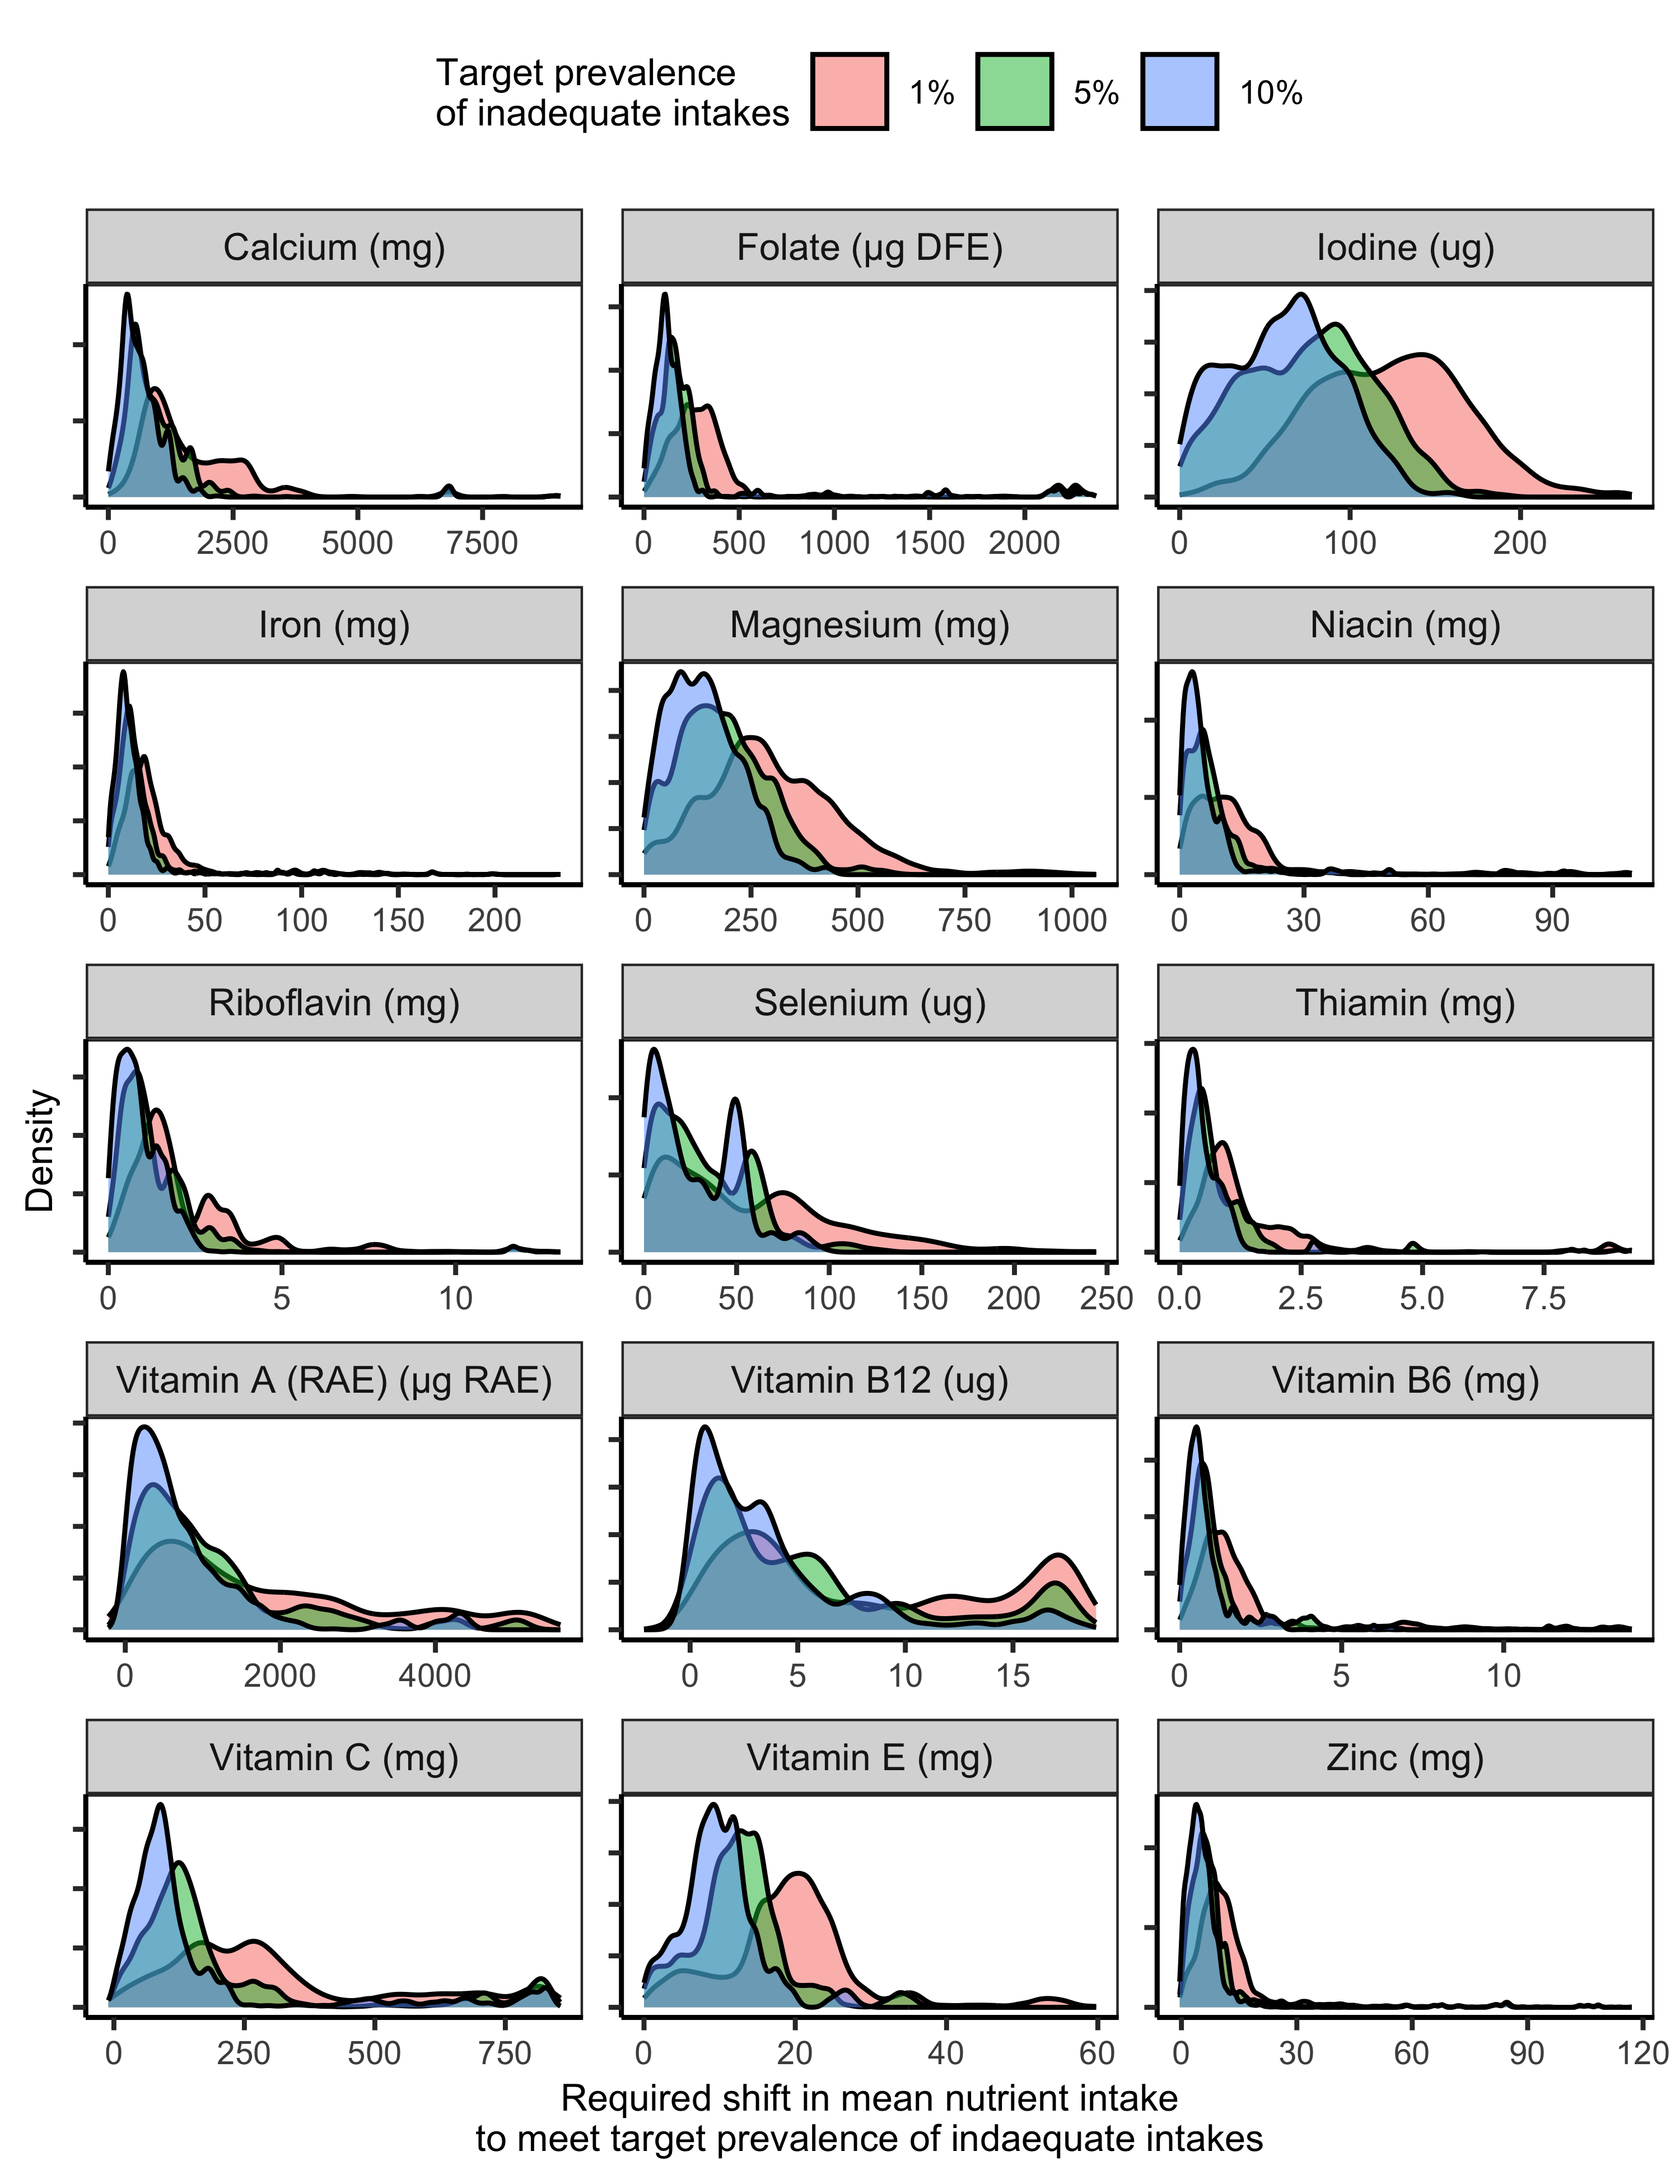 Target prevalence
of inadequate intakes
1% 5% 10%
Calcium (mg) Folate (µg DFE) Iodine (ug)
0 2500 5000 7500 0 500 1000 1500 2000 0 100 200
Iron (mg) Magnesium (mg) Niacin (mg)
0 50 100 150 200 0 250 500 750 1000 0 30 60 90
Riboflavin (mg) Selenium (ug) Thiamin (mg)
0 5 10 0 50 100 150 200 250 0.0 2.5 5.0 7.5
Density
Vitamin A (RAE) (µg RAE) Vitamin B12 (ug) Vitamin B6 (mg)
0 2000 4000 0 5 10 15 0 5 10
Vitamin C (mg) Vitamin E (mg) Zinc (mg)
0 250 500 750 0 20 40 60 0 30 60 90 120
Required shift in mean nutrient intake
to meet target prevalence of indaequate intakes